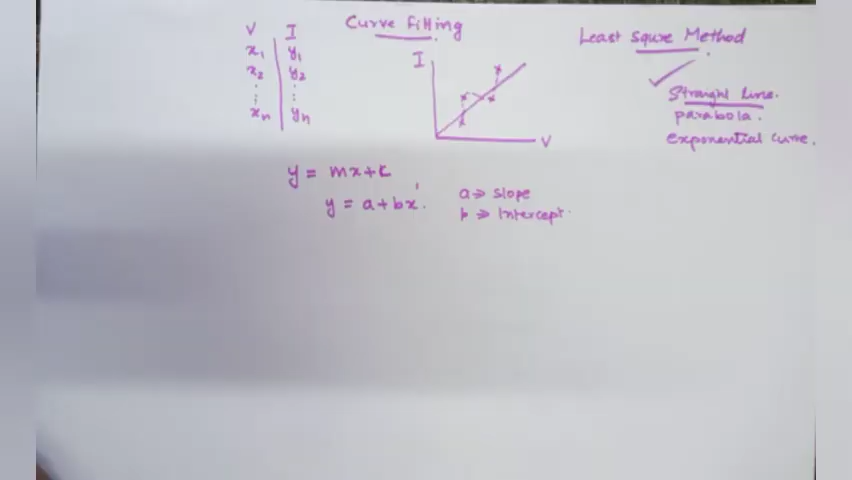 Curve Fitting
V I
x1 y1
x2 y2
⋮ ⋮
xn yn
I
V
Least Squre Method
Straight Line.
parabola.
exponential curve.
y = mx+c
y = a+bx
a => slope
b => Intercept.